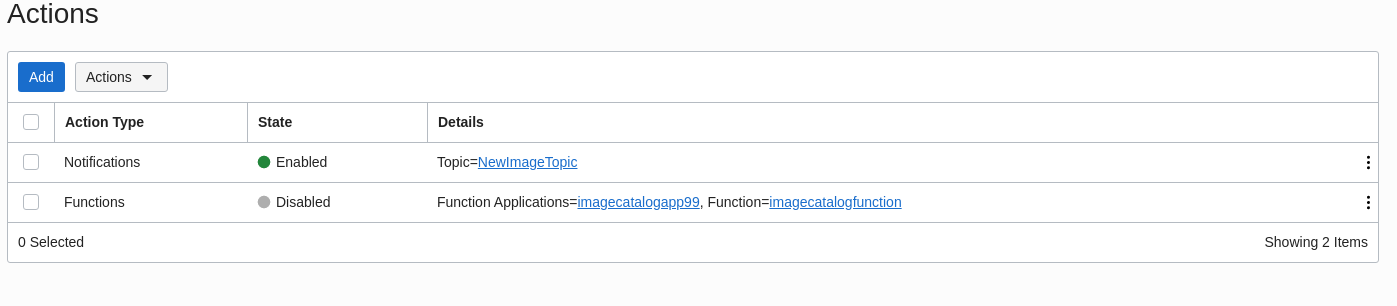 Actions
Add Actions
Action Type State Details
Notifications Enabled Topic=NewImageTopic
Functions Disabled Function Applications=imagecatalogapp99, Function=imagecatalogfunction
0 Selected Showing 2 Items